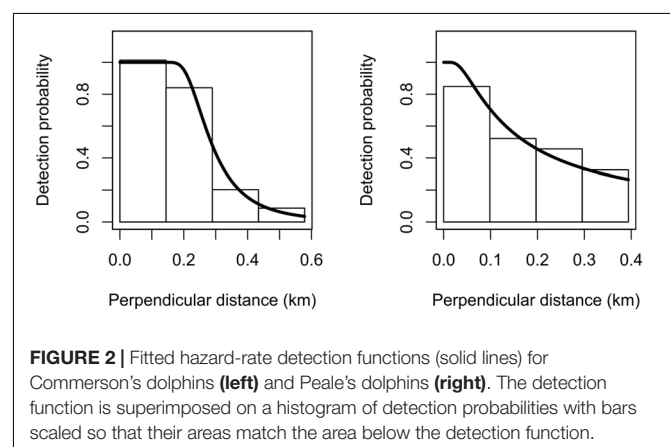 Detection probability
0.8
0.4
0.0
0.0 0.2 0.4 0.6
Perpendicular distance (km)
Detection probability
0.8
0.4
0.0
0.0 0.1 0.2 0.3 0.4
Perpendicular distance (km)
FIGURE 2 | Fitted hazard-rate detection functions (solid lines) for
Commerson's dolphins (left) and Peale's dolphins (right). The detection
function is superimposed on a histogram of detection probabilities with bars
scaled so that their areas match the area below the detection function.